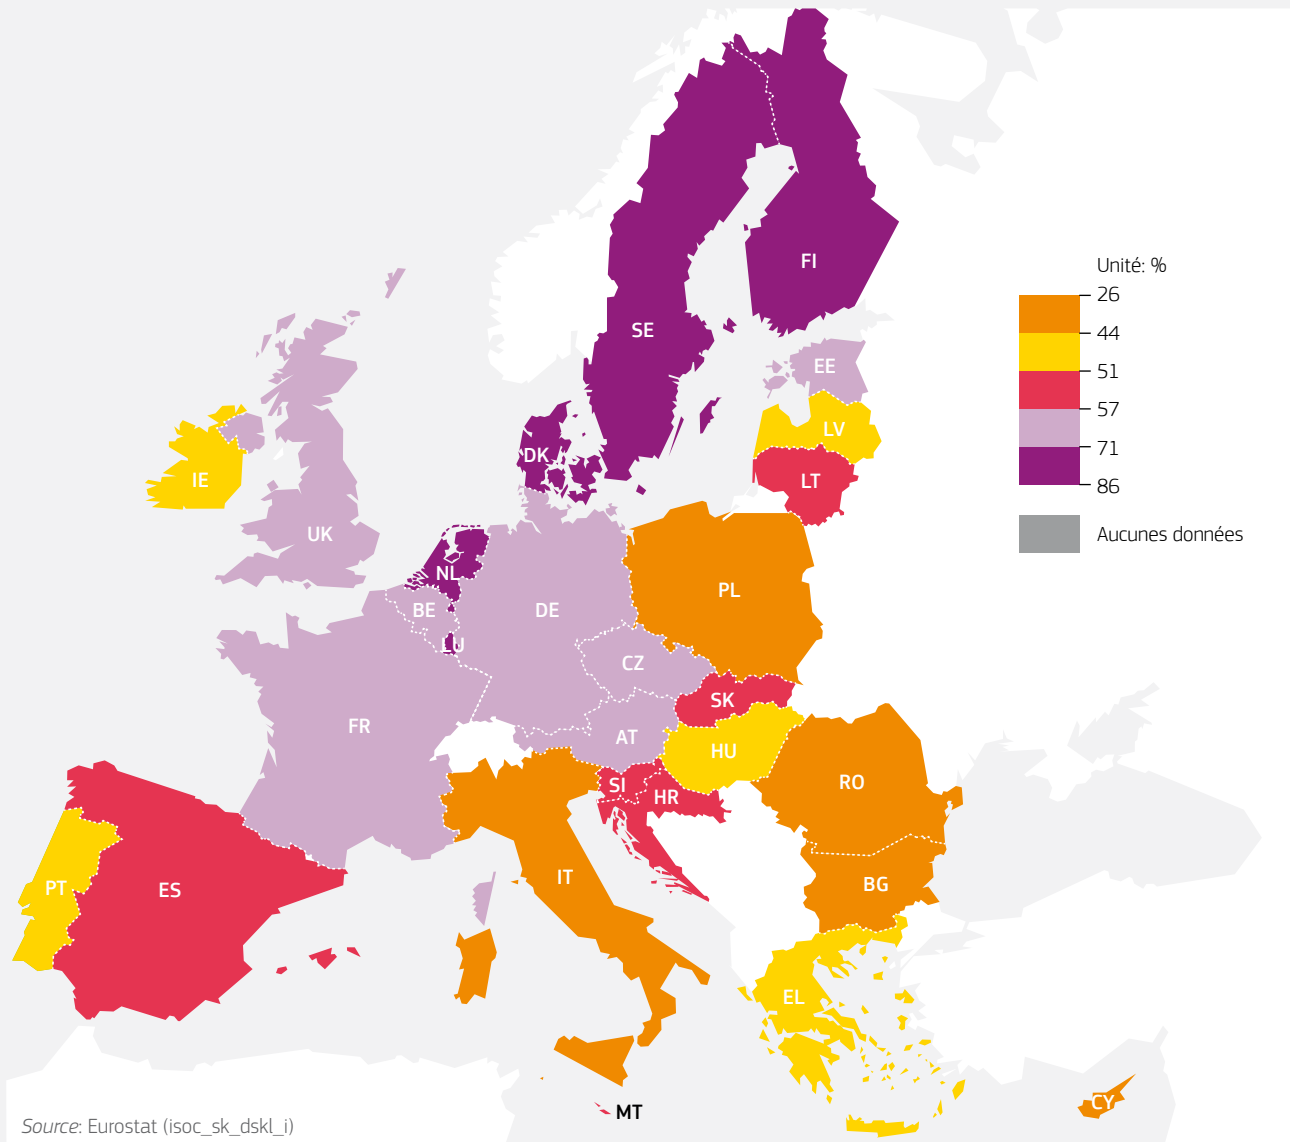 FI
SE
Unité: %
26
44
51
57
71
86
Aucunes données
EE
LV
LT
DK
IE
UK
NL
BE
DE
PL
LU
CZ
SK
FR
AT
HU
SI
HR
RO
IT
BG
PT
ES
EL
CY
MT
Source: Eurostat (isoc_sk_dskl_i)